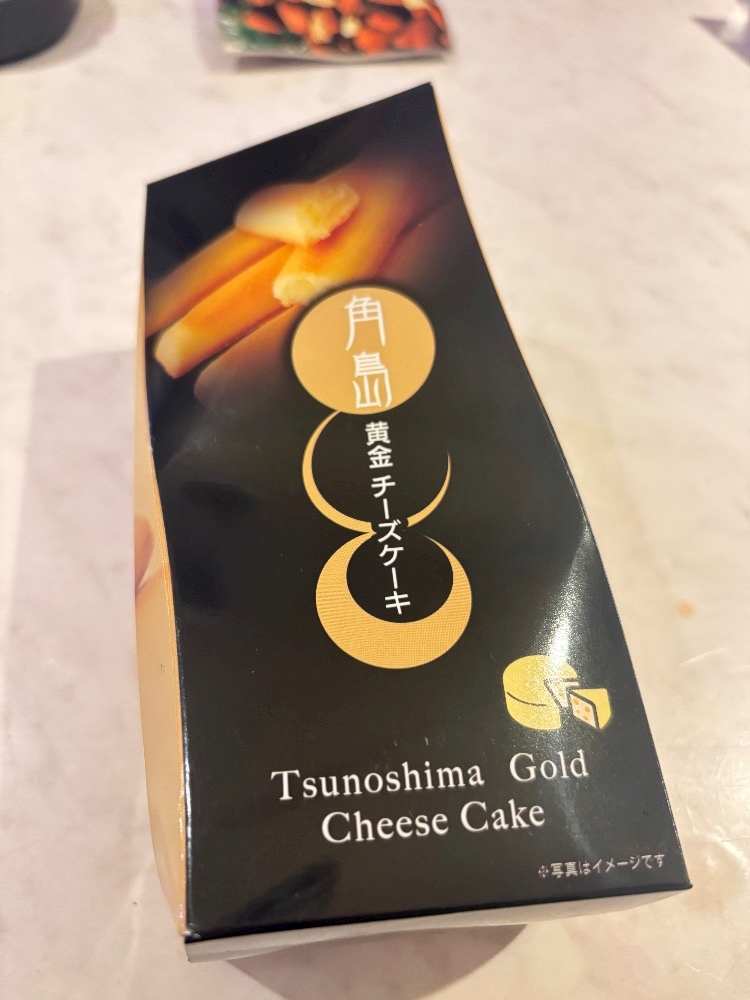 角島
黄金 チーズケーキ
Tsunoshima Gold
Cheese Cake
※写真はイメージです